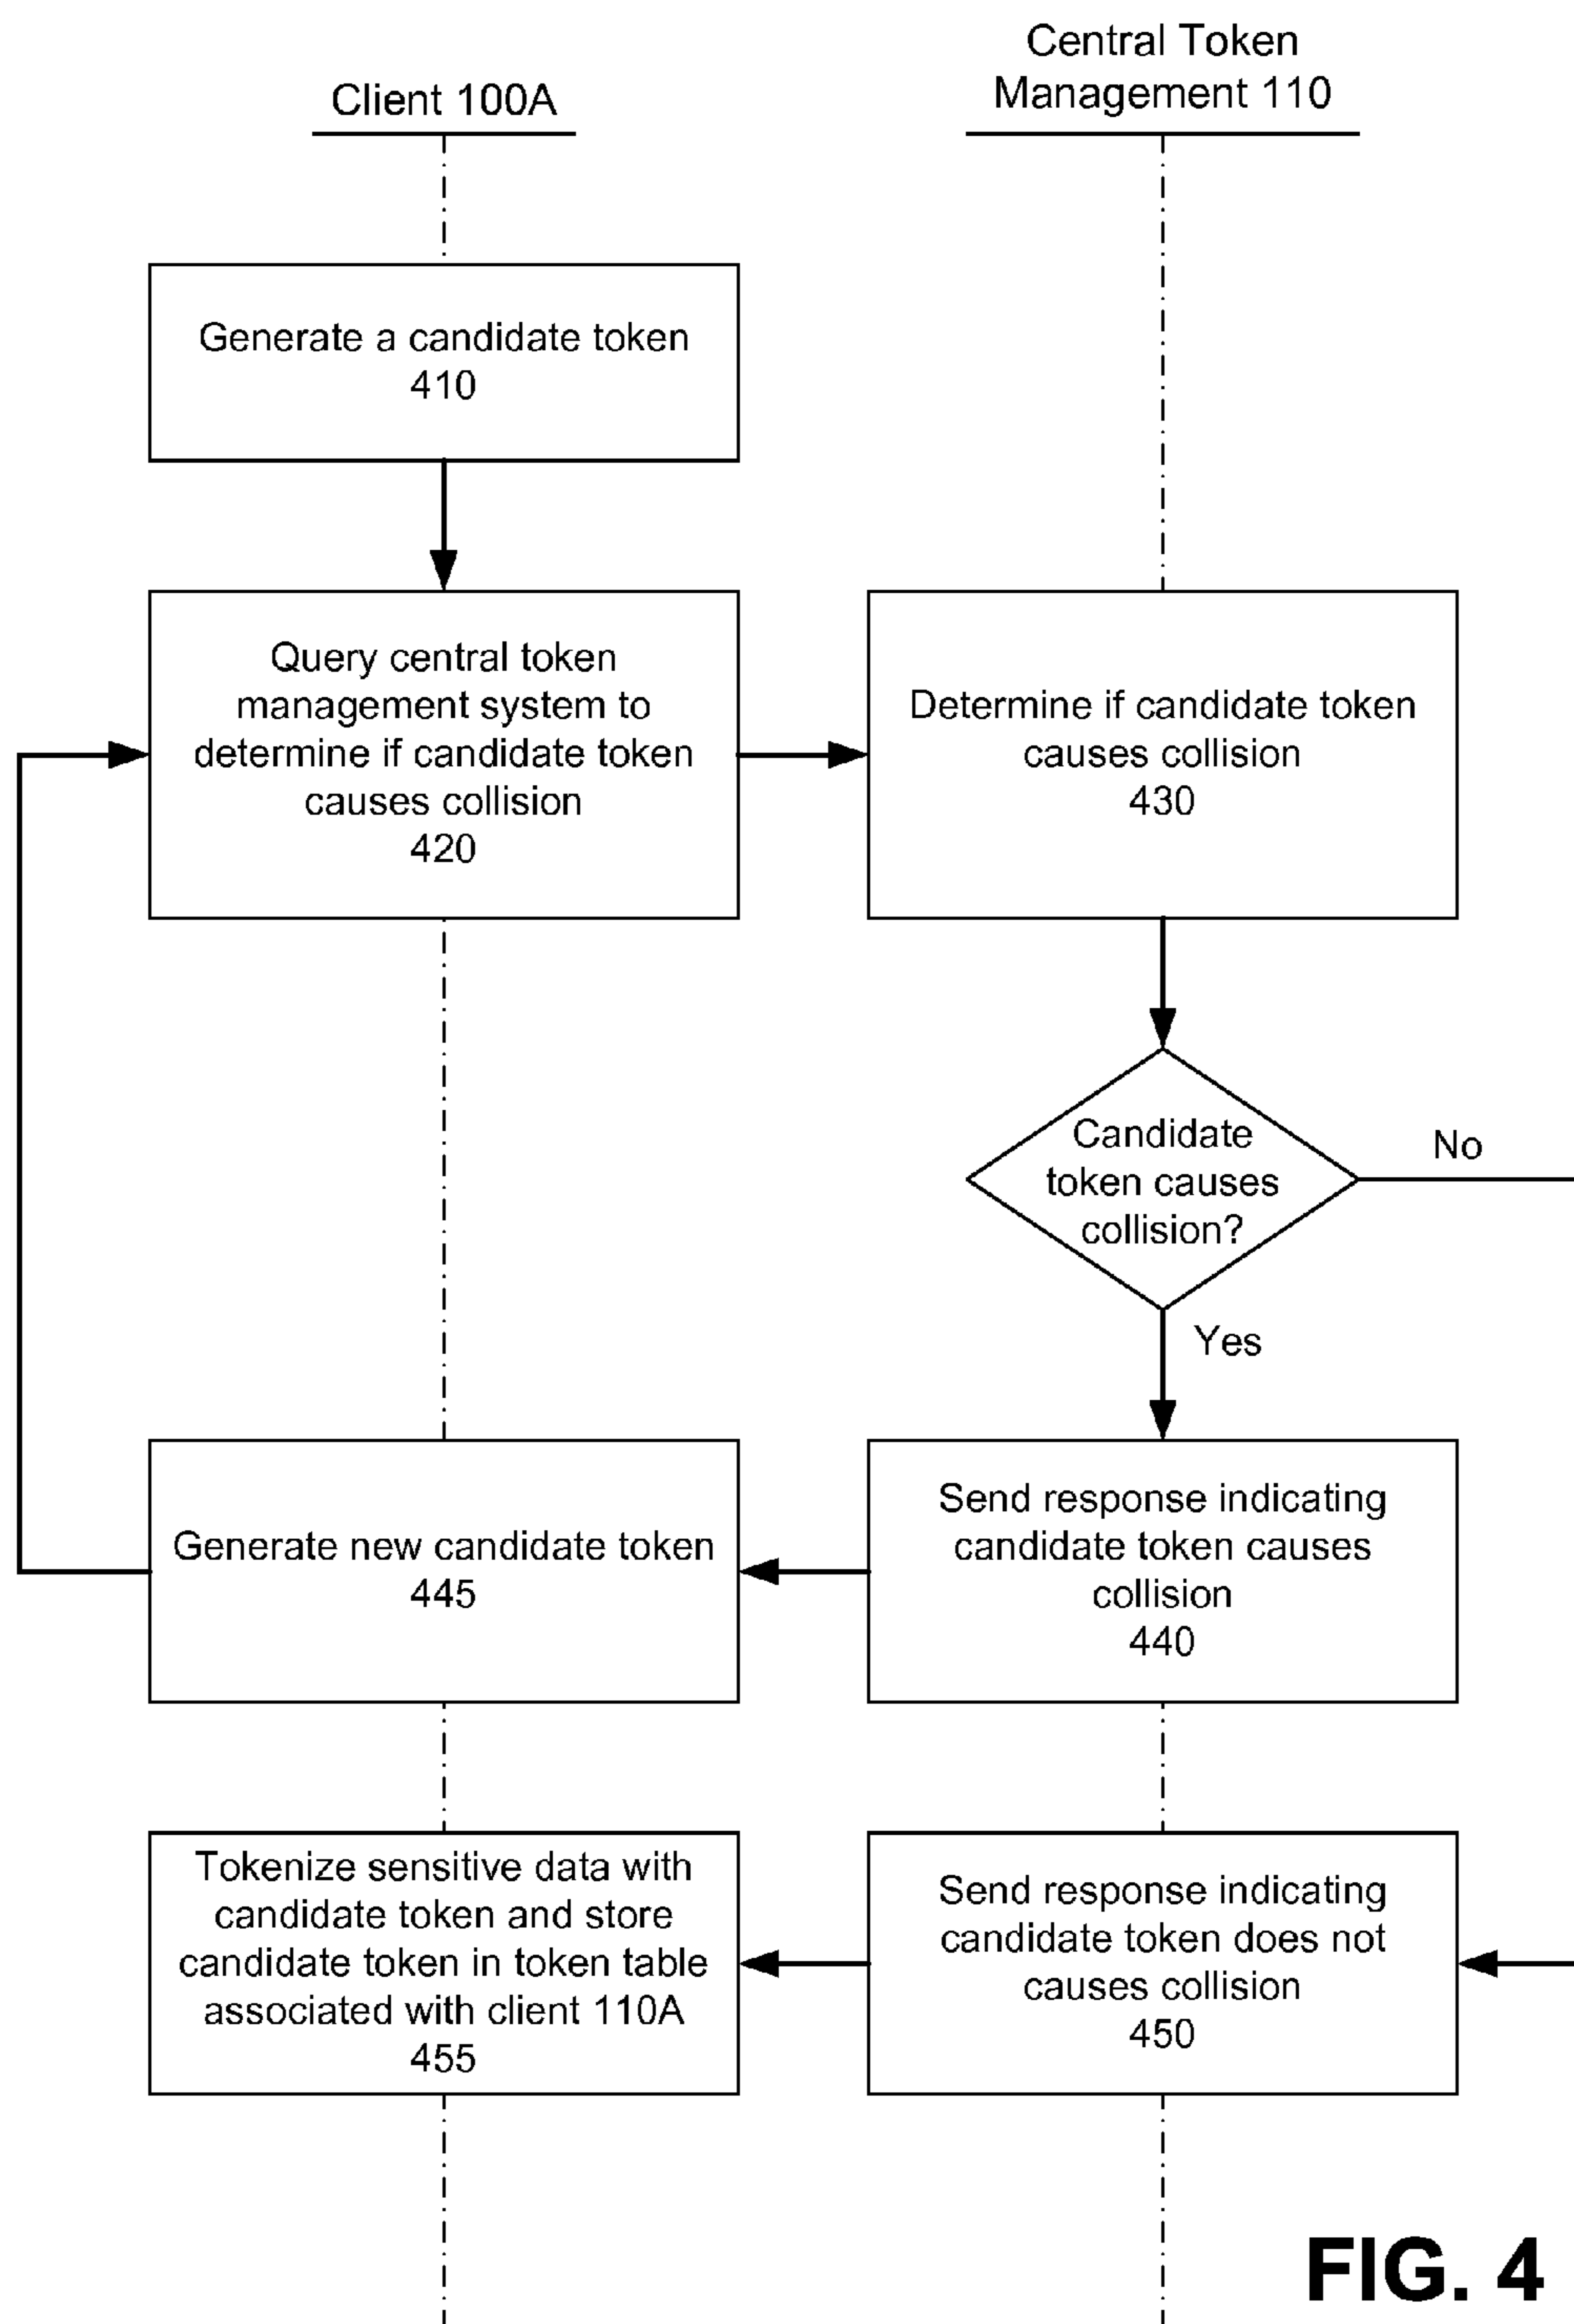 Client 100A
Central Token
Management 110
Generate a candidate token
410
Query central token
management system to
determine if candidate token
causes collision
420
Determine if candidate token
causes collision
430
Candidate
token causes
collision?
No
Yes
Send response indicating
candidate token causes
collision
440
Generate new candidate token
445
Send response indicating
candidate token does not
causes collision
450
Tokenize sensitive data with
candidate token and store
candidate token in token table
associated with client 110A
455
FIG. 4